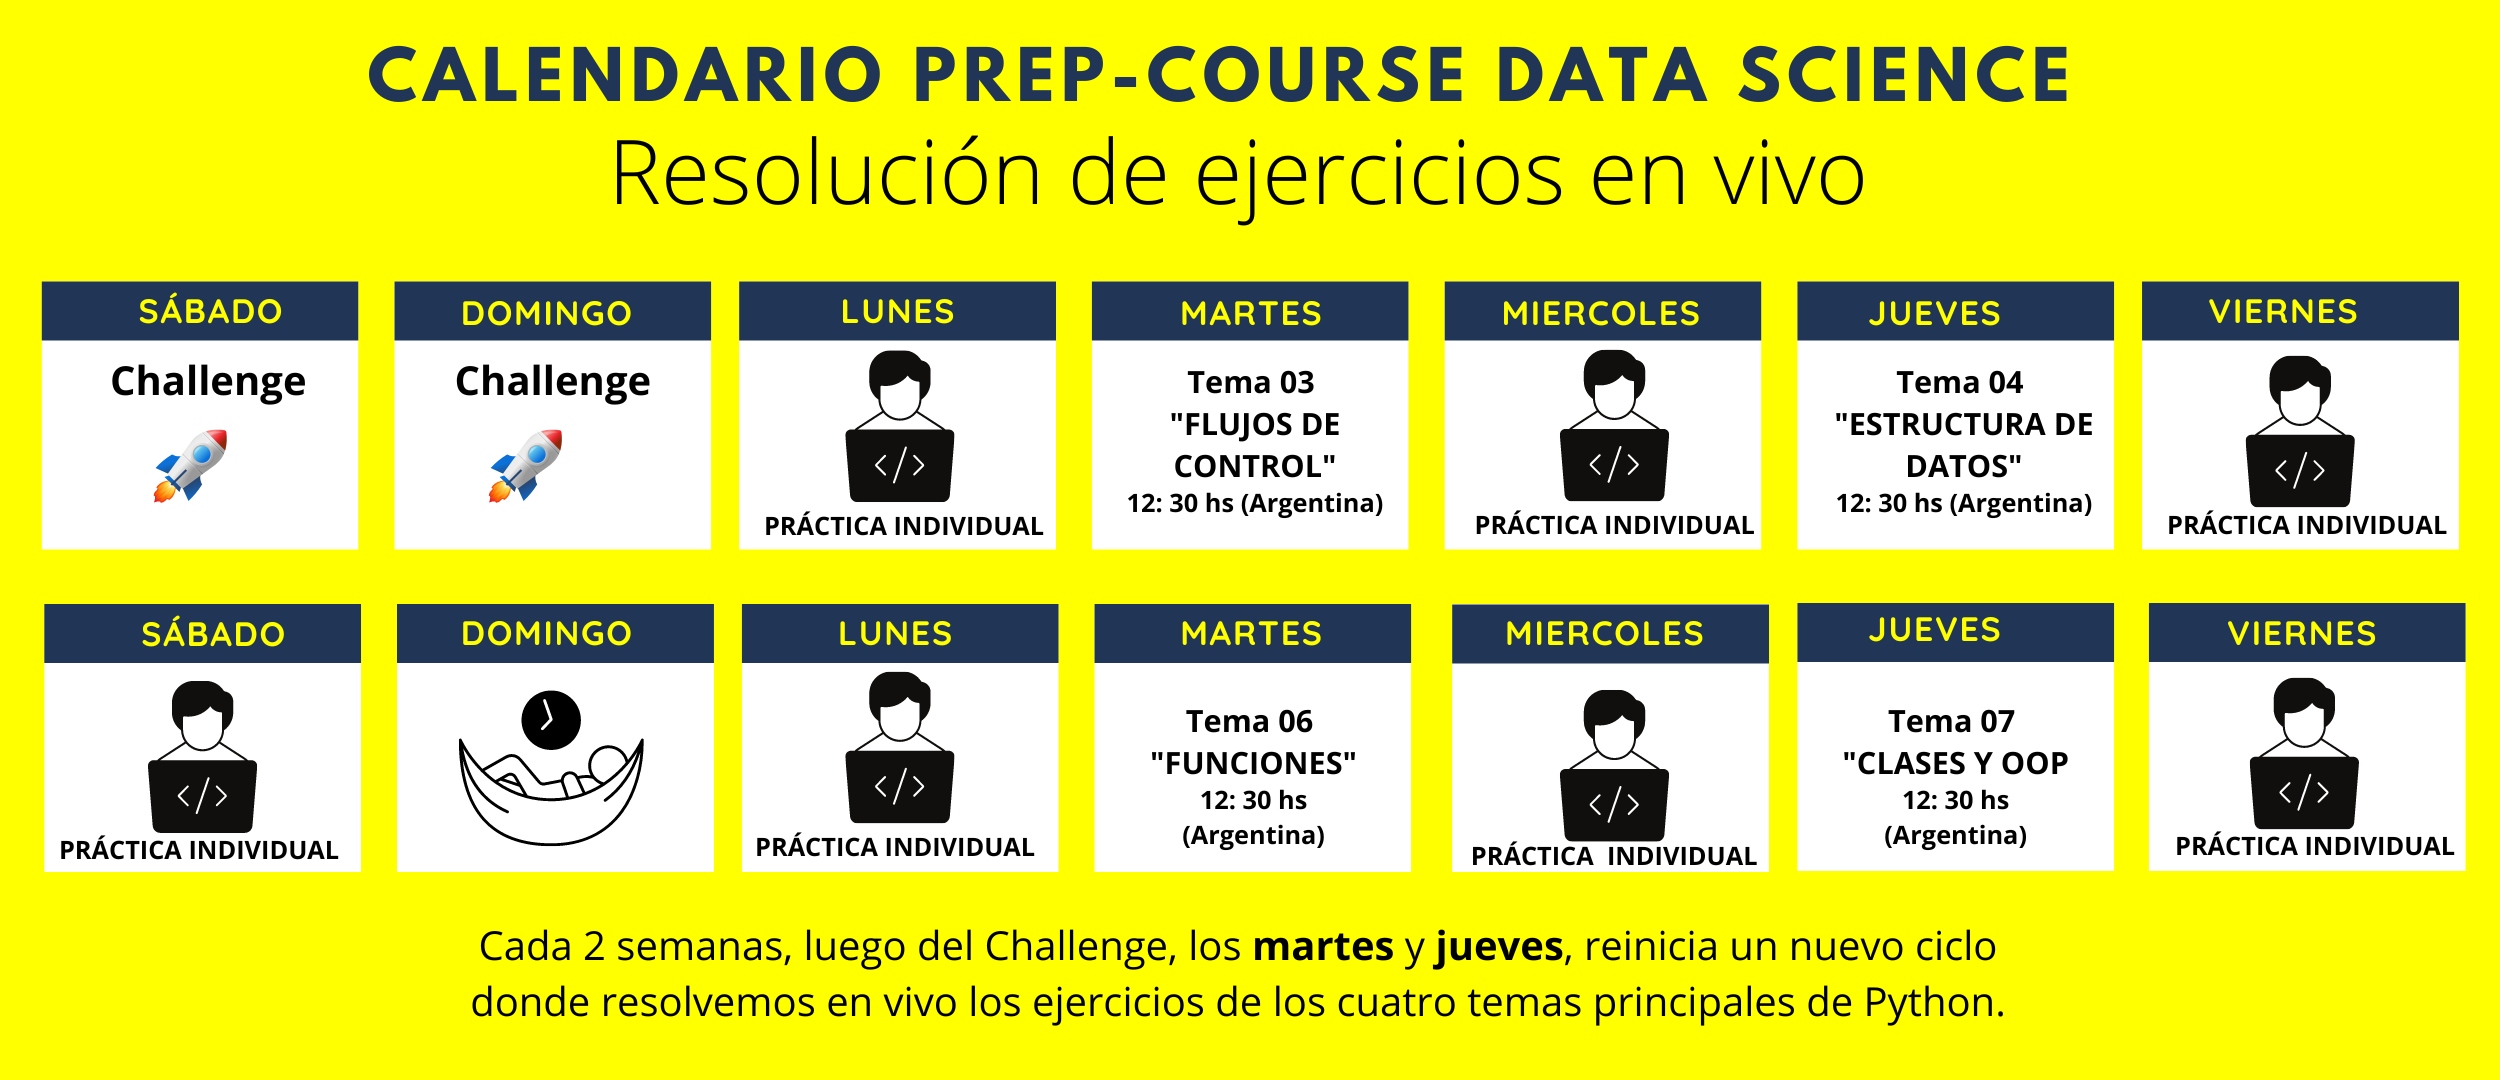 CALENDARIO PREP-COURSE DATA SCIENCE
Resolución de ejercicios en vivo
SÁBADO
Challenge
DOMINGO
Challenge
LUNES
PRÁCTICA INDIVIDUAL
MARTES
Tema 03
"FLUJOS DE
CONTROL"
12: 30 hs (Argentina)
MIERCOLES
PRÁCTICA INDIVIDUAL
JUEVES
Tema 04
"ESTRUCTURA DE
DATOS"
12: 30 hs (Argentina)
VIERNES
PRÁCTICA INDIVIDUAL
SÁBADO
PRÁCTICA INDIVIDUAL
DOMINGO
LUNES
PRÁCTICA INDIVIDUAL
MARTES
Tema 06
"FUNCIONES"
12: 30 hs
(Argentina)
MIERCOLES
PRÁCTICA  INDIVIDUAL
JUEVES
Tema 07
"CLASES Y OOP
12: 30 hs
(Argentina)
VIERNES
PRÁCTICA INDIVIDUAL
Cada 2 semanas, luego del Challenge, los martes y jueves, reinicia un nuevo ciclo
donde resolvemos en vivo los ejercicios de los cuatro temas principales de Python.